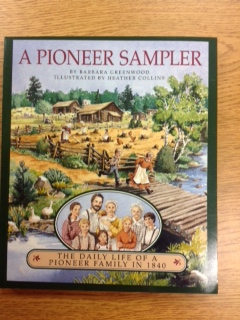 A PIONEER SAMPLER
BY BARBARA GREENWOOD
ILLUSTRATED BY HEATHER COLLINS
THE DAILY LIFE OF A
PIONEER FAMILY IN 1840